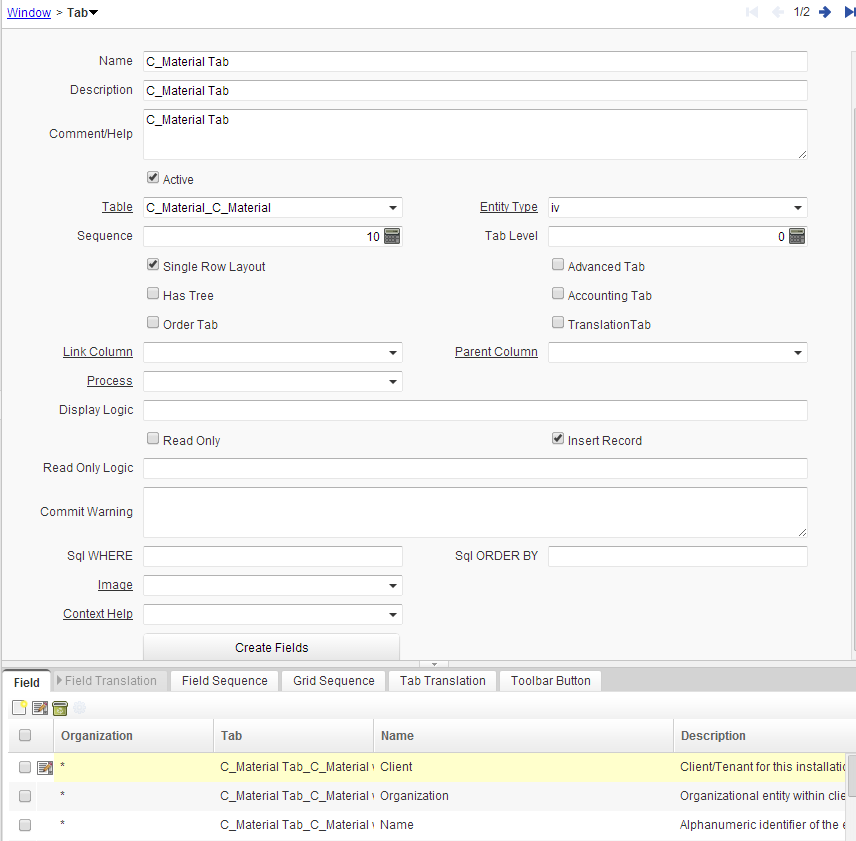 Window > Tab
1/2
Name C_Material Tab
Description C_Material Tab
Comment/Help C_Material Tab
Active
Table C_Material_C_Material Entity Type iv
Sequence 10 Tab Level 0
Single Row Layout Advanced Tab
Has Tree Accounting Tab
Order Tab TranslationTab
Link Column Parent Column
Process
Display Logic
Read Only Insert Record
Read Only Logic
Commit Warning
Sql WHERE Sql ORDER BY
Image
Context Help
Create Fields
Field Field Translation Field Sequence Grid Sequence Tab Translation Toolbar Button
Organization Tab Name Description
* C_Material Tab_C_Material Client Client/Tenant for this installatio
* C_Material Tab_C_Material Organization Organizational entity within clie
* C_Material Tab_C_Material Name Alphanumeric identifier of the e